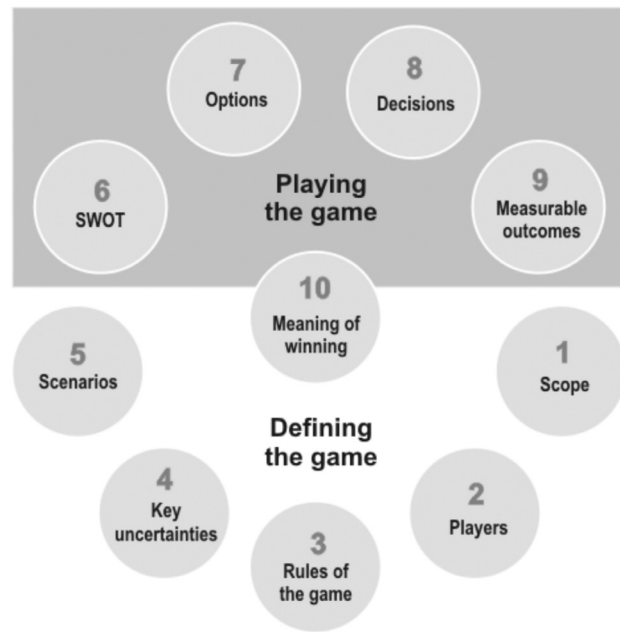 7
Options
8
Decisions
6
SWOT
Playing
the game
9
Measurable
outcomes
10
Meaning of
winning
5
Scenarios
1
Scope
Defining
the game
4
Key
uncertainties
2
Players
3
Rules of
the game